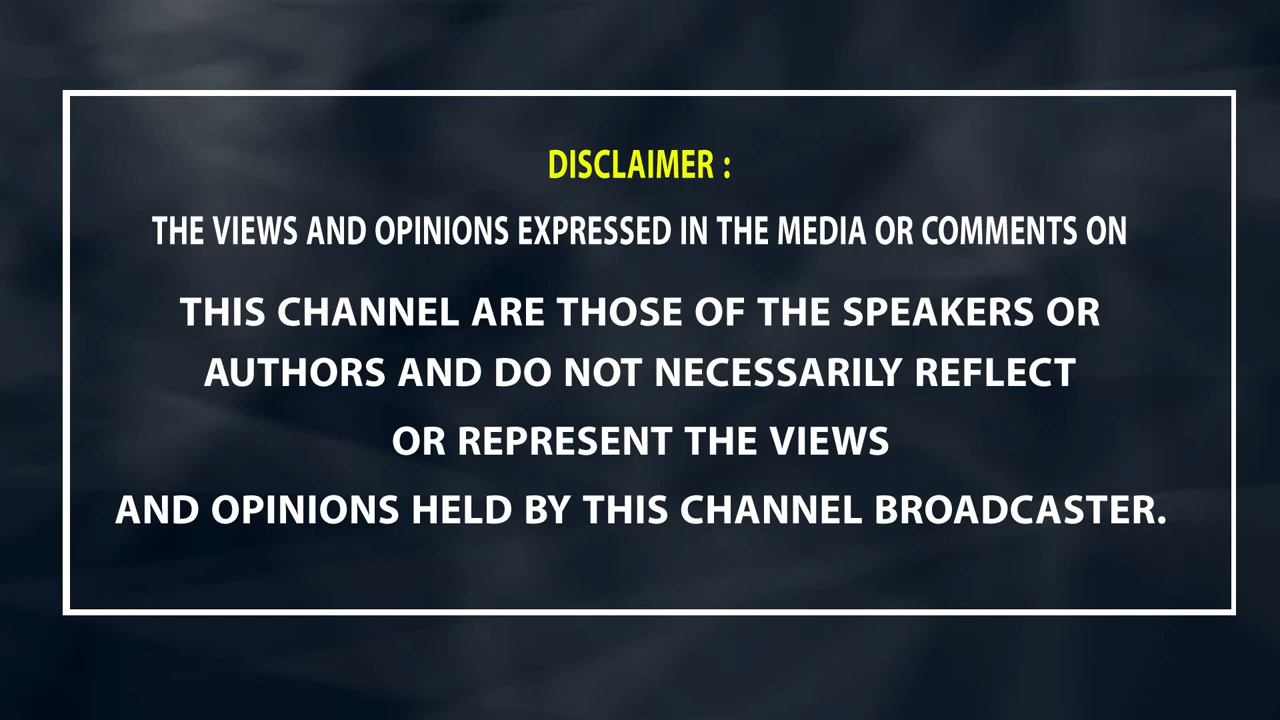 DISCLAIMER :
THE VIEWS AND OPINIONS EXPRESSED IN THE MEDIA OR COMMENTS ON
THIS CHANNEL ARE THOSE OF THE SPEAKERS OR
AUTHORS AND DO NOT NECESSARILY REFLECT
OR REPRESENT THE VIEWS
AND OPINIONS HELD BY THIS CHANNEL BROADCASTER.